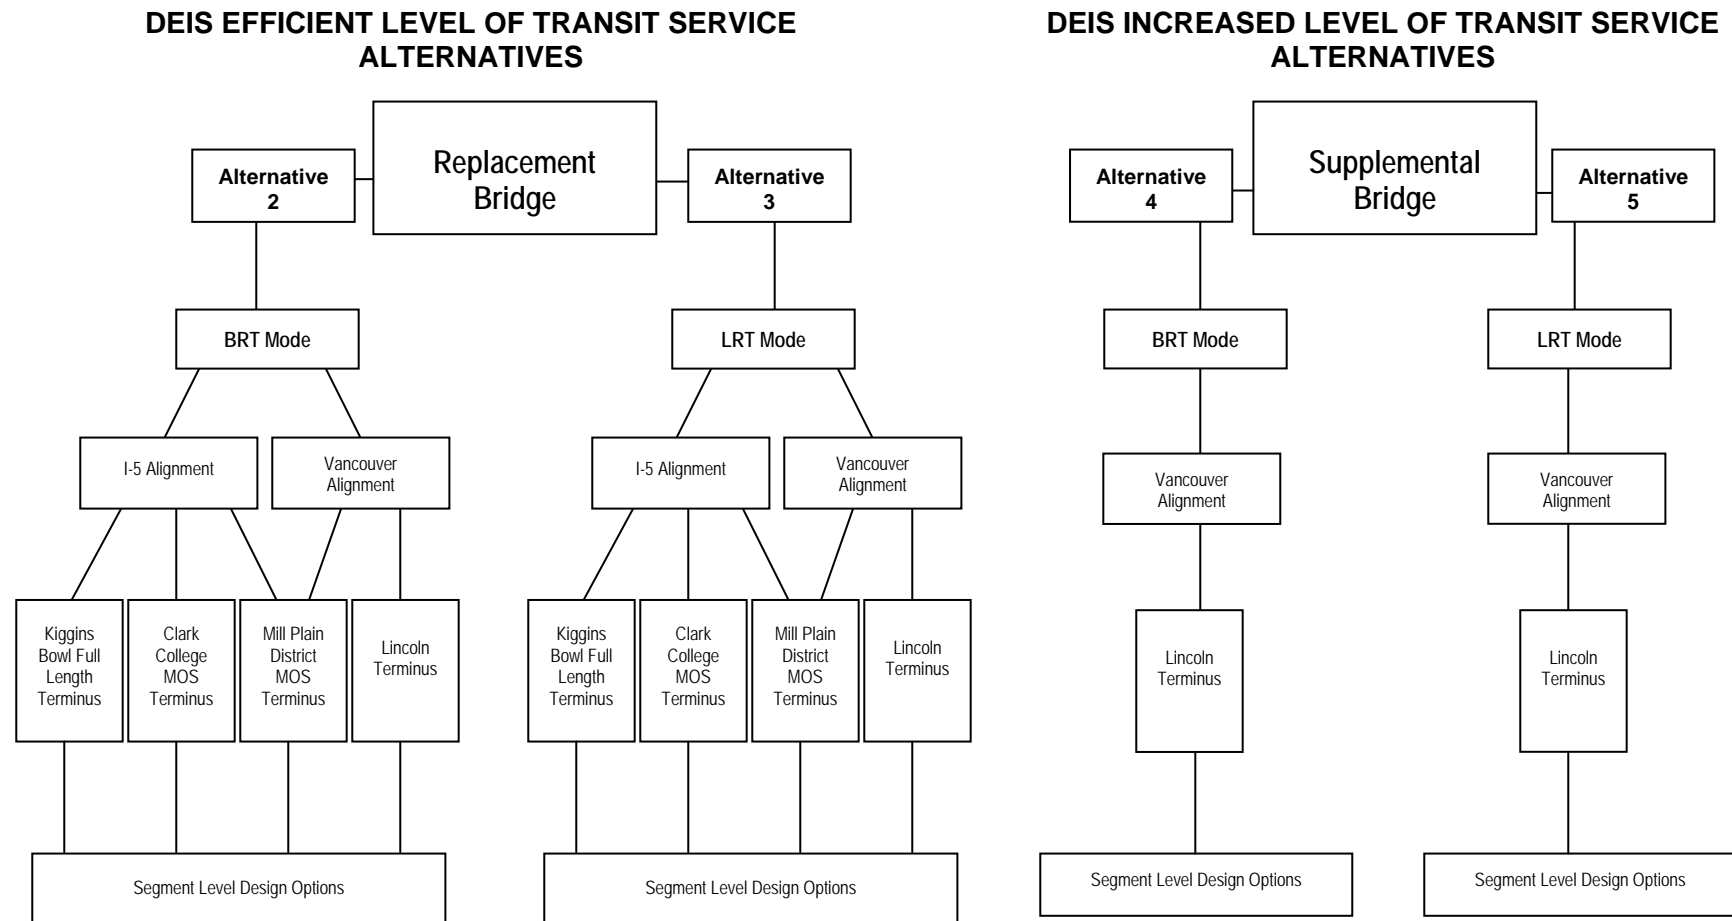 DEIS EFFICIENT LEVEL OF TRANSIT SERVICE
ALTERNATIVES
Replacement
Bridge
Alternative
2
Alternative
3
BRT Mode
LRT Mode
I-5 Alignment
Vancouver
Alignment
I-5 Alignment
Vancouver
Alignment
Kiggins
Bowl Full
Length
Terminus
Clark
College
MOS
Terminus
Mill Plain
District
MOS
Terminus
Lincoln
Terminus
Kiggins
Bowl Full
Length
Terminus
Clark
College
MOS
Terminus
Mill Plain
District
MOS
Terminus
Lincoln
Terminus
Segment Level Design Options
Segment Level Design Options
DEIS INCREASED LEVEL OF TRANSIT SERVICE
ALTERNATIVES
Supplemental
Bridge
Alternative
4
Alternative
5
BRT Mode
LRT Mode
Vancouver
Alignment
Vancouver
Alignment
Lincoln
Terminus
Lincoln
Terminus
Segment Level Design Options
Segment Level Design Options